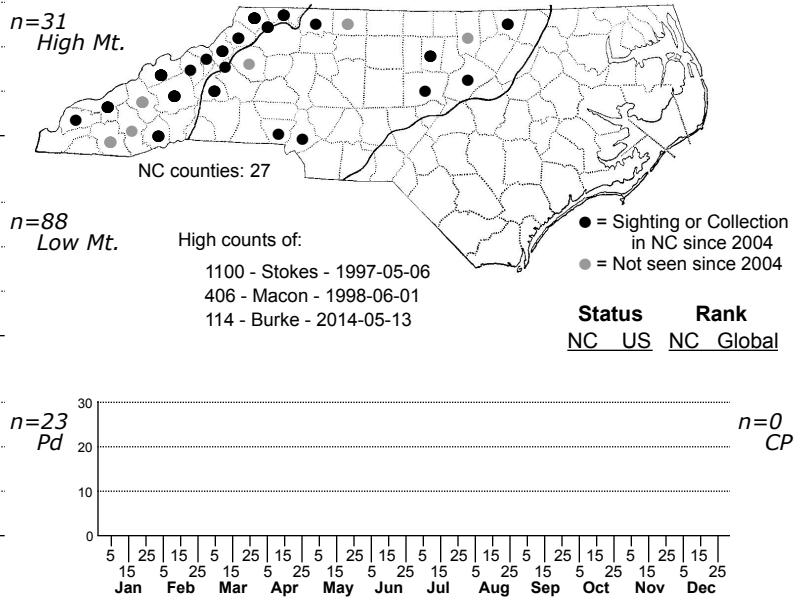 n=31
High Mt.
NC counties: 27
n=88
Low Mt.
High counts of:
1100 - Stokes - 1997-05-06
406 - Macon - 1998-06-01
114 - Burke - 2014-05-13
= Sighting or Collection
in NC since 2004
= Not seen since 2004
Status Rank
NC US NC Global
n=23
Pd
n=0
CP
30
20
10
0
5 25 15 5 25 15 5 25 15 5 25 15 5 25 15 5 25 15
15 5 25 15 5 25 15 5 25 15 5 25 15 5 25 15 5 25
Jan Feb Mar Apr May Jun Jul Aug Sep Oct Nov Dec